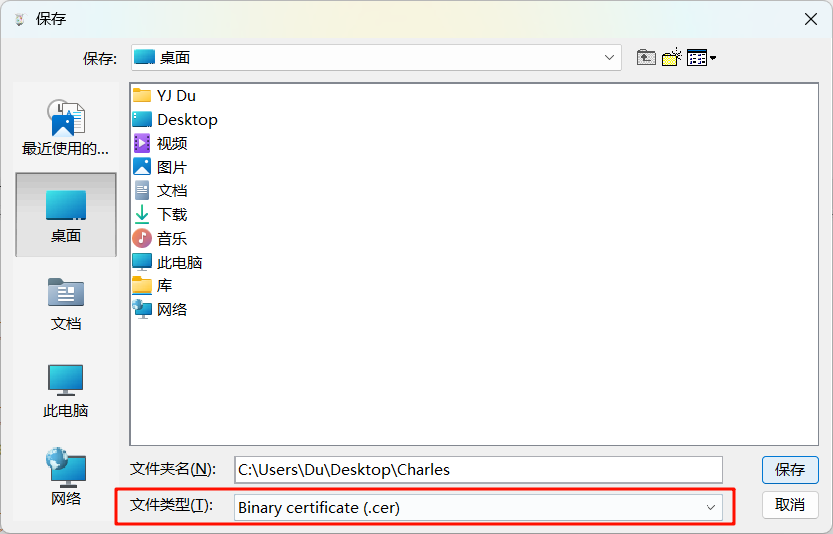 保存
保存:
桌面
最近使用的...
桌面
文档
此电脑
网络
YJ Du
Desktop
视频
图片
文档
下载
音乐
此电脑
库
网络
文件夹名(N):
C:\Users\Du\Desktop\Charles
保存
文件类型(T):
Binary certificate (.cer)
取消